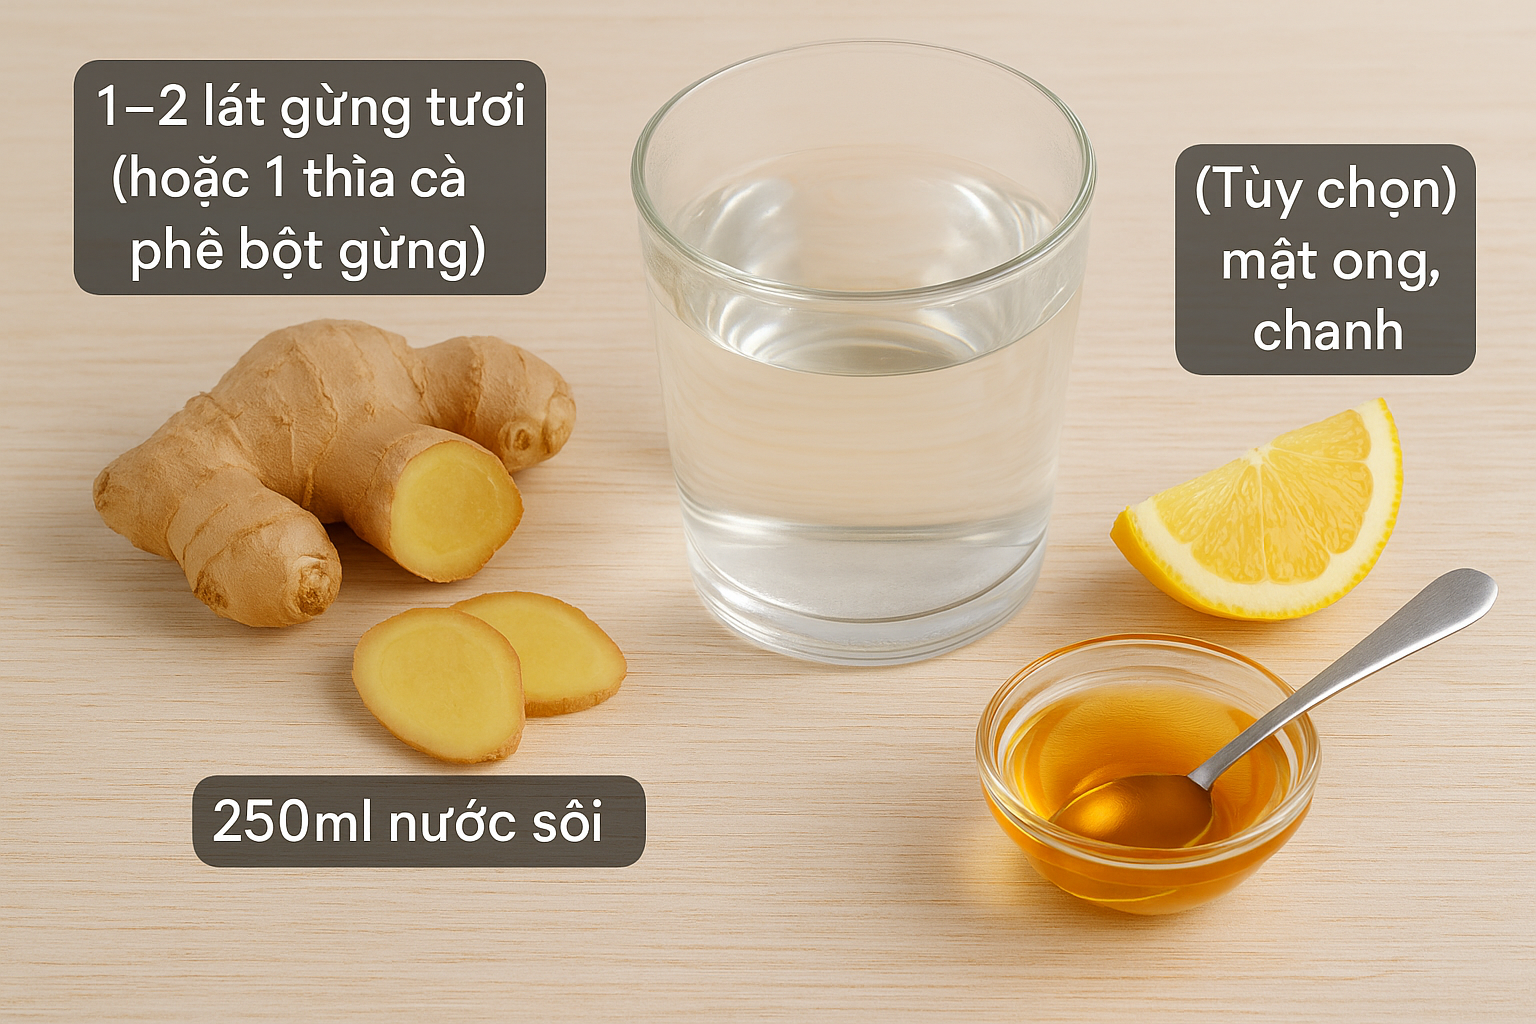 1–2 lát gừng tươi
(hoặc 1 thìa cà
phê bột gừng)
(Tùy chọn)
mật ong,
chanh
250ml nước sôi